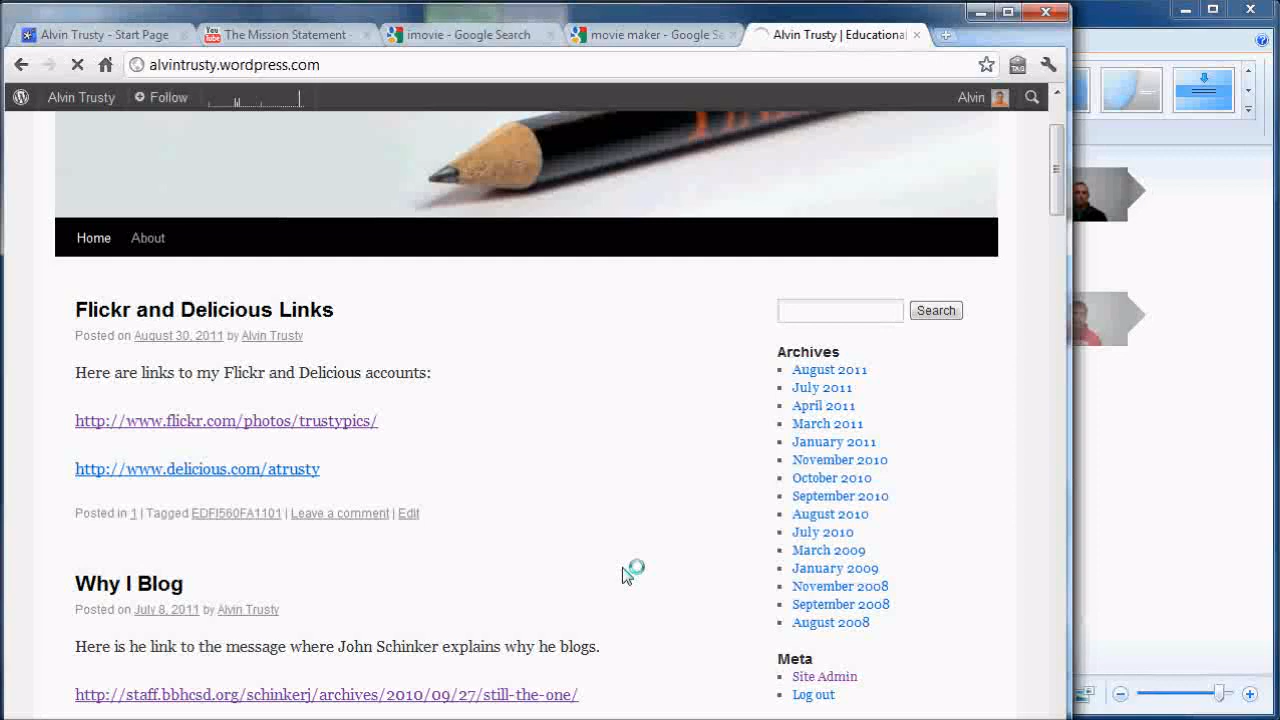 Alvin Trusty - Start Page
The Mission Statement -
imovie - Google Search
movie maker - Google Se
Alvin Trusty | Educational
alvintrusty.wordpress.com
TAG
Alvin Trusty
Follow
Alvin
Home
About
Flickr and Delicious Links
Posted on August 30, 2011 by Alvin Trusty
Here are links to my Flickr and Delicious accounts:
http://www.flickr.com/photos/trustypics/
http://www.delicious.com/atrusty
Posted in 1 | Tagged EDFI560FA1101 | Leave a comment | Edit
Why I Blog
Posted on July 8, 2011 by Alvin Trusty
Here is he link to the message where John Schinker explains why he blogs.
http://staff.bbhcsd.org/schinkerj/archives/2010/09/27/still-the-one/
Search
Archives
August 2011
July 2011
April 2011
March 2011
January 2011
November 2010
October 2010
September 2010
August 2010
July 2010
March 2009
January 2009
November 2008
September 2008
August 2008
Meta
Site Admin
Log out